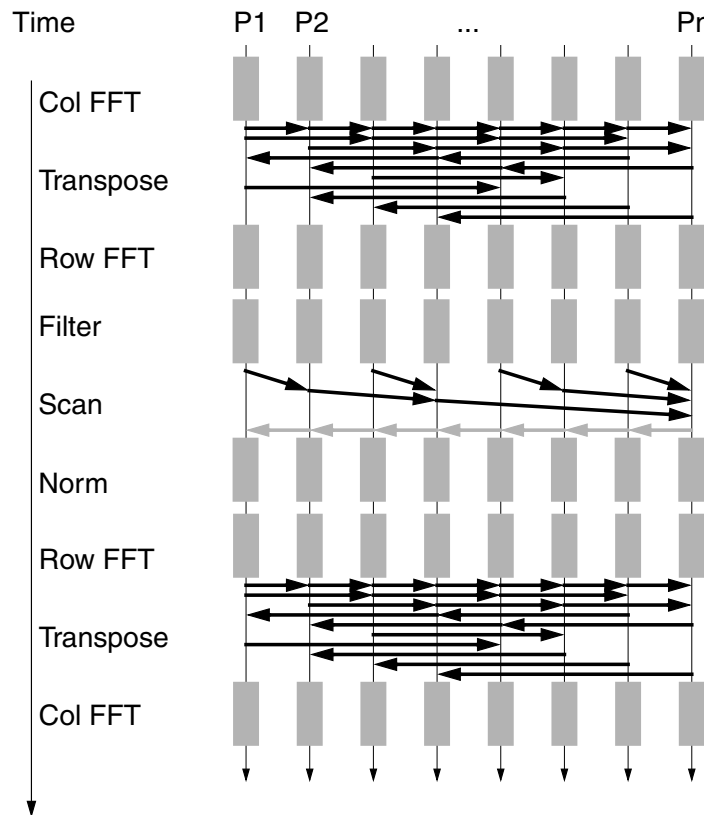 Time P1 P2 ... Pn
Col FFT
Transpose
Row FFT
Filter
Scan
Norm
Row FFT
Transpose
Col FFT